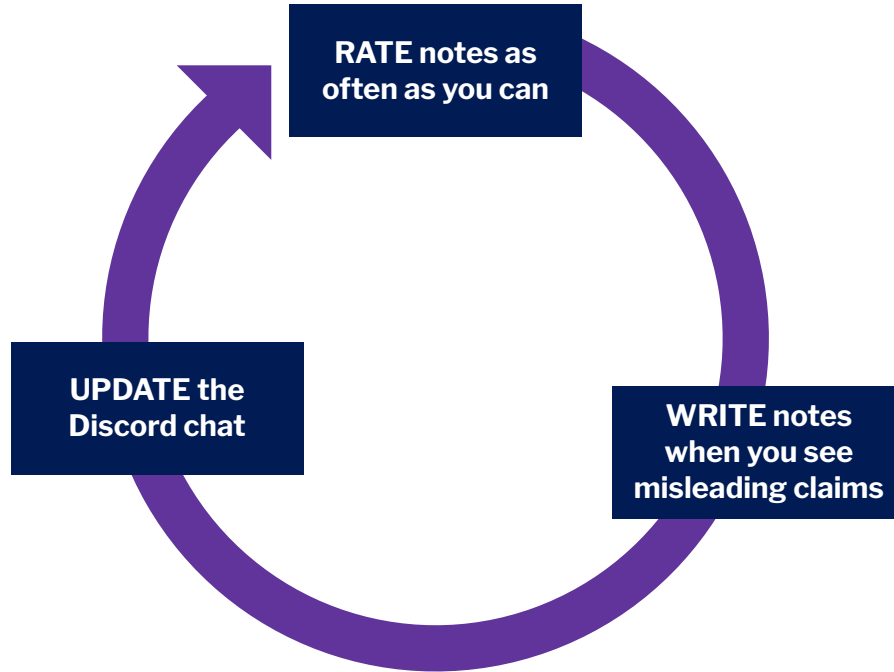 RATE notes as
often as you can
WRITE notes
when you see
misleading claims
UPDATE the
Discord chat